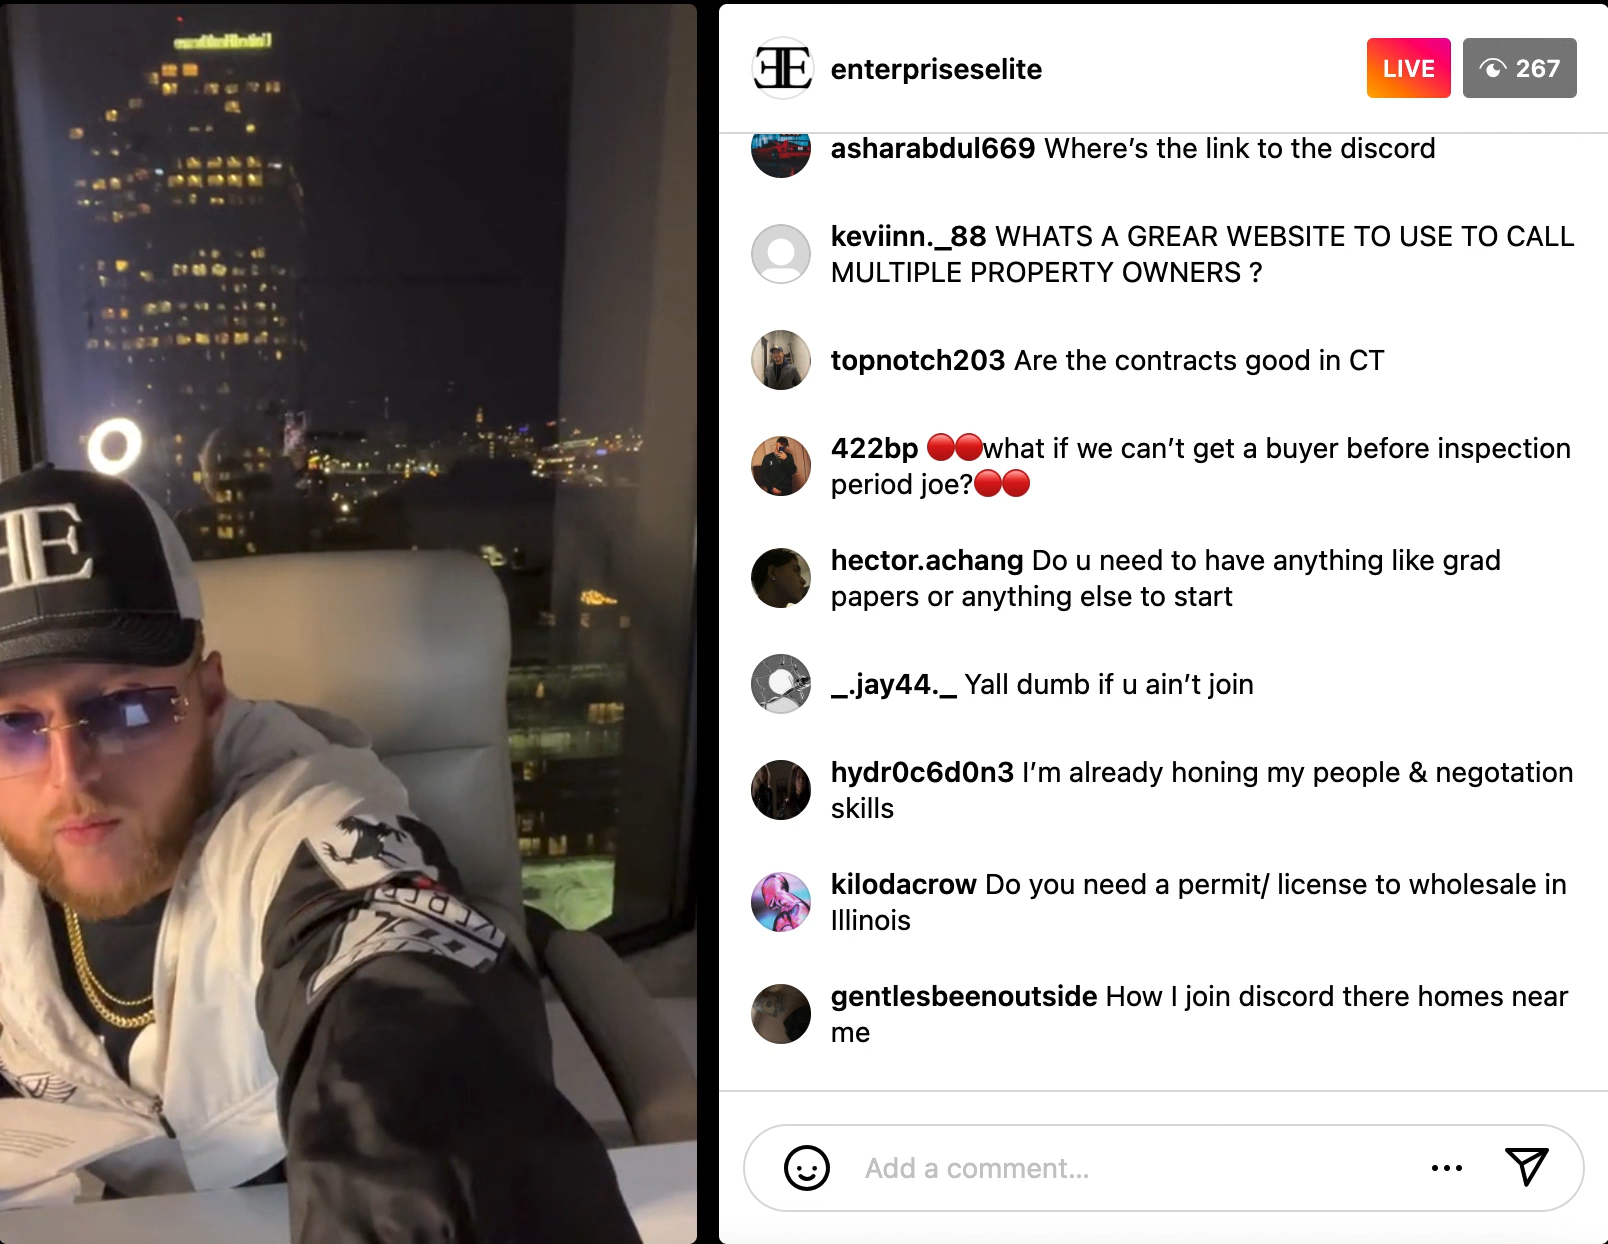 enterpriseselite
LIVE
267
asharabdul669 Where's the link to the discord
keviinn._88 WHATS A GREAR WEBSITE TO USE TO CALL
MULTIPLE PROPERTY OWNERS ?
topnotch203 Are the contracts good in CT
422bp 🔴🔴what if we can't get a buyer before inspection
period joe?🔴🔴
hector.achang Do u need to have anything like grad
papers or anything else to start
_.jay44._ Yall dumb if u ain't join
hydr0c6d0n3 I'm already honing my people & negotation
skills
kilodacrow Do you need a permit/ license to wholesale in
Illinois
gentlesbeenoutside How I join discord there homes near
me
Add a comment...